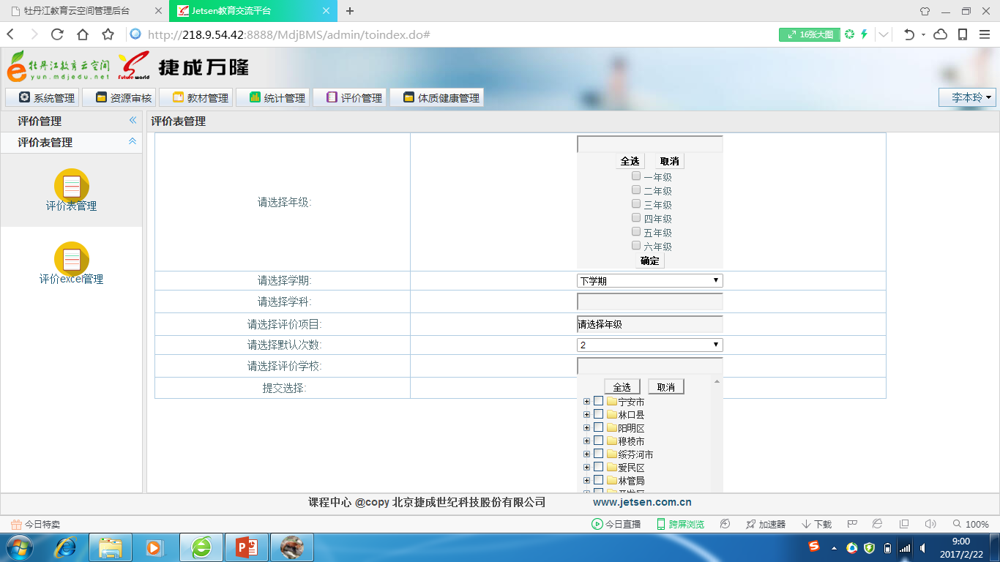 牡丹江教育云空间管理后台
Jetsen教育交流平台
http://218.9.54.42:8888/MdjBMS/admin/toindex.do#
16张大图
牡丹江教育云空间
yun.mdjedu.net
Future world
捷成万隆
系统管理
资源审核
教材管理
统计管理
评价管理
体质健康管理
李本玲
评价管理
评价表管理
评价表管理
评价表管理
评价excel管理
请选择年级:
全选 取消
一年级
二年级
三年级
四年级
五年级
六年级
确定
请选择学期:
下学期
请选择学科:
请选择评价项目:
请选择年级
请选择默认次数:
2
请选择评价学校:
提交选择:
全选 取消
宁安市
林口县
阳明区
穆棱市
绥芬河市
爱民区
林管局
课程中心 @copy 北京捷成世纪科技股份有限公司 www.jetsen.com.cn
今日特卖
今日直播
跨屏浏览
加速器
下载
100%
9:00
2017/2/22